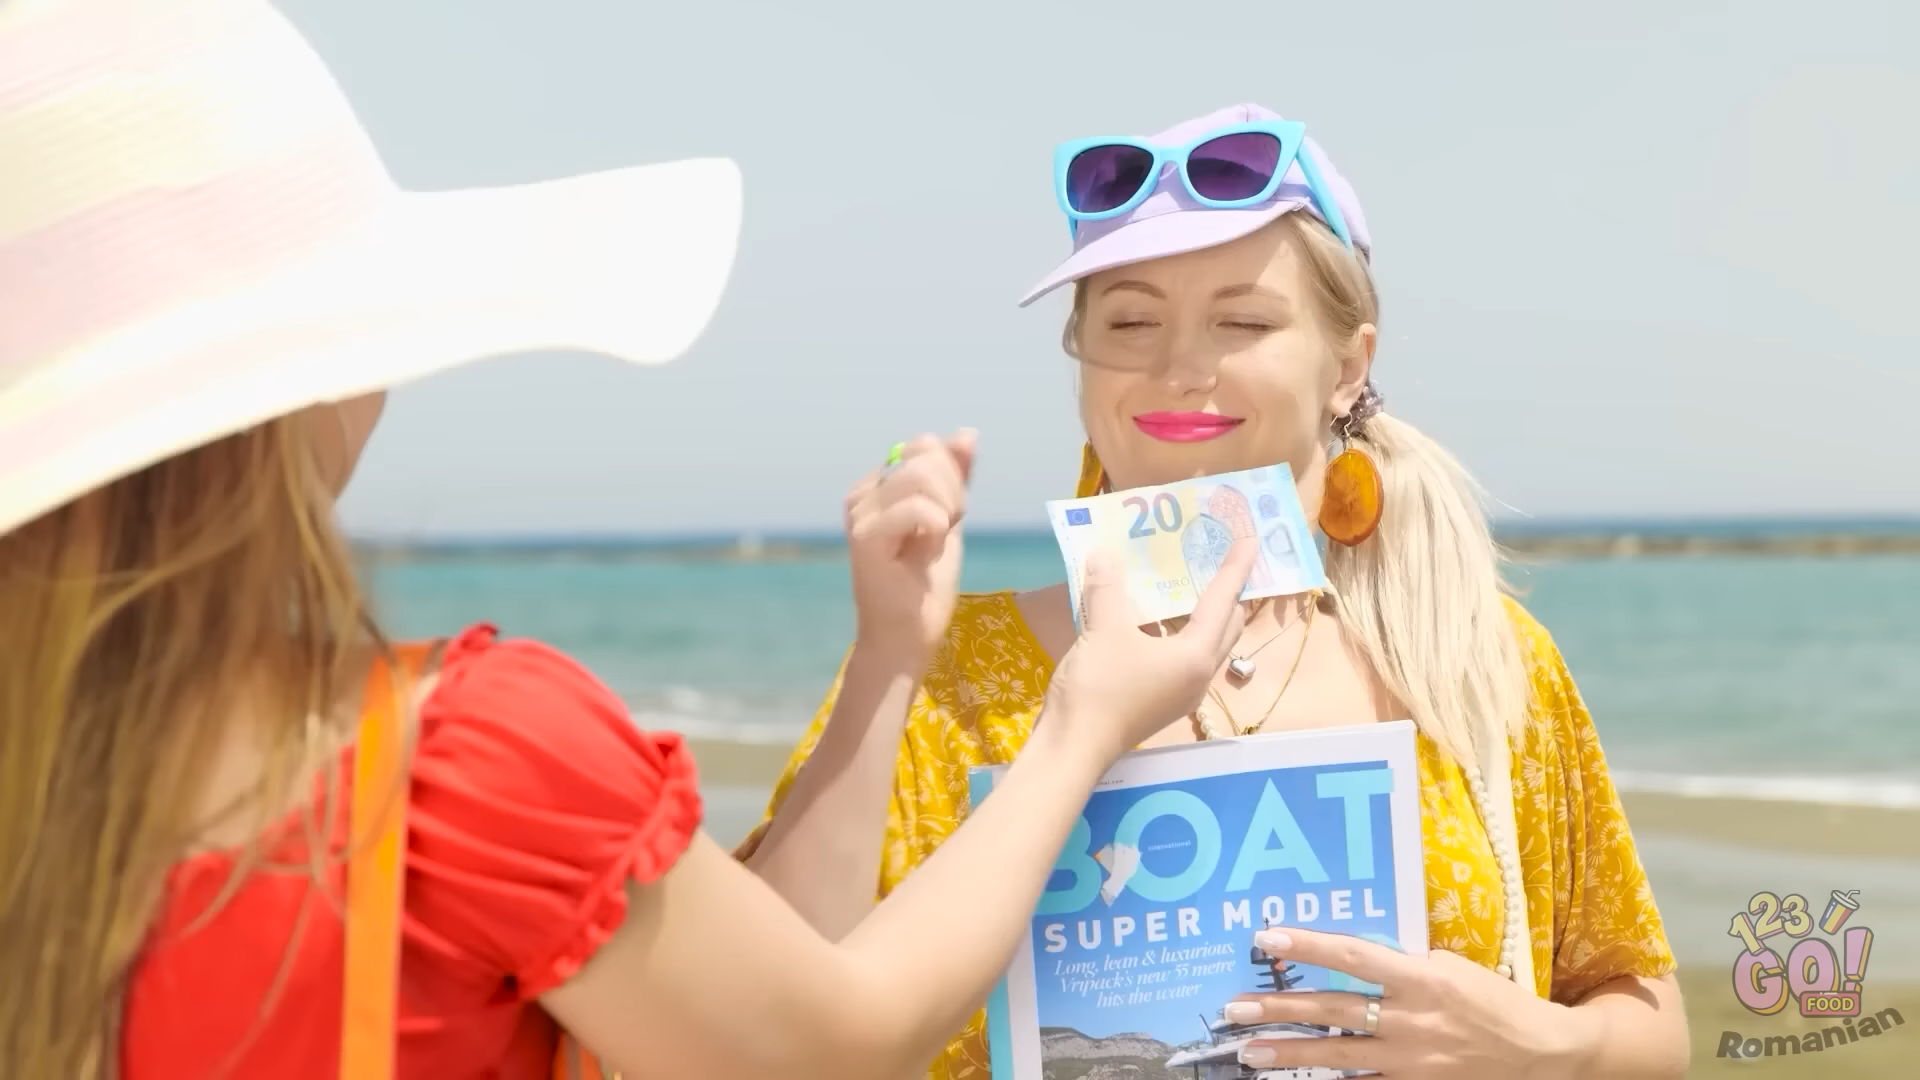 20
EURO
BOAT
international
SUPER MODEL
Long, lean & luxurious
Vripack's new 55 metre
hits the water
123
GO!
FOOD
Romanian